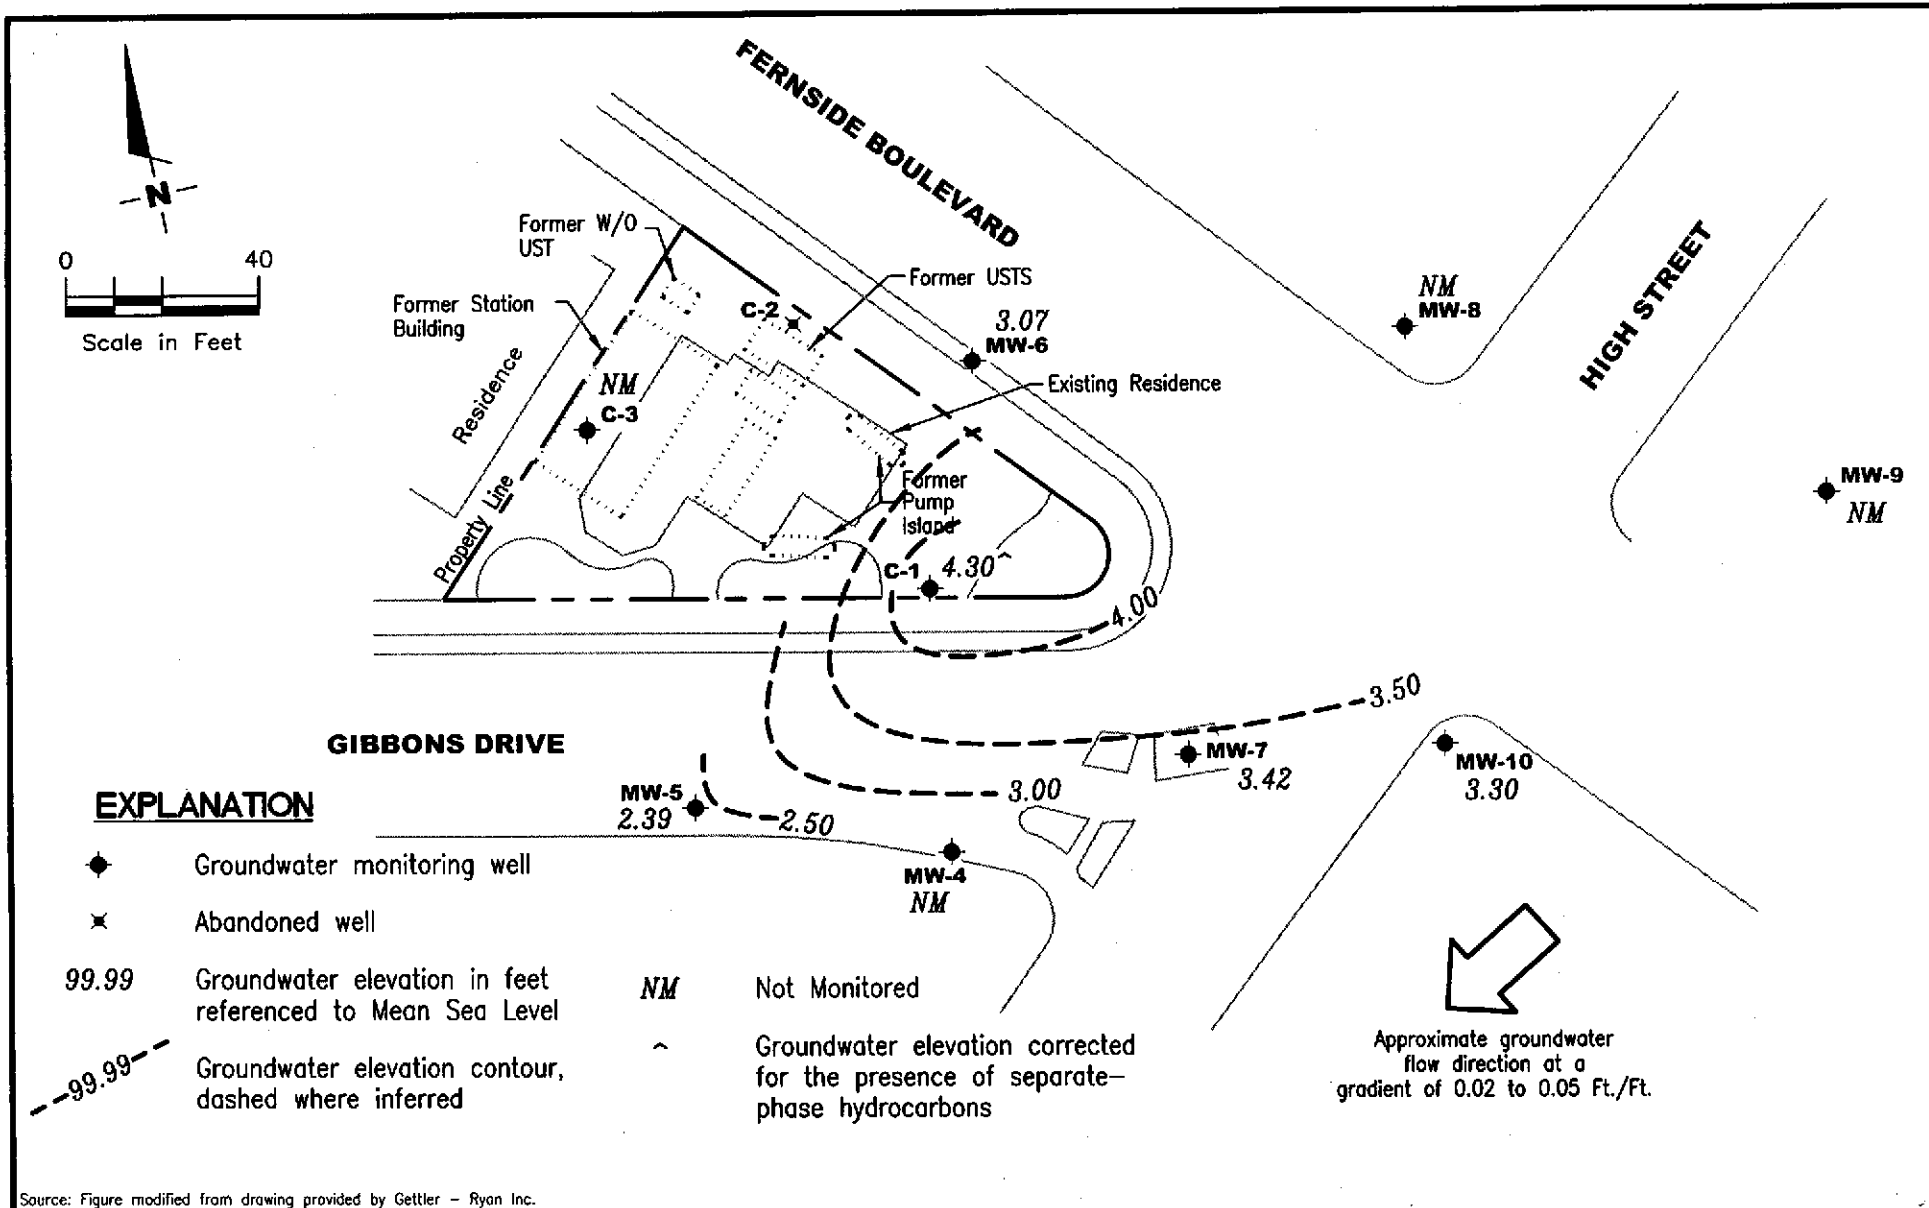 FERNSIDE BOULEVARD
N
0 40
Scale in Feet
Former W/O
UST
Former USTS
Former Station
Building
C-2
3.07
MW-6
NM
MW-8
HIGH STREET
Residence
NM
C-3
Existing Residence
MW-9
NM
Former
Pump
Island
Property Line
C-1
4.30^
4.00
3.50
GIBBONS DRIVE
MW-7
3.42
MW-10
3.30
3.00
MW-5
2.39
2.50
MW-4
NM
EXPLANATION
Groundwater monitoring well
Abandoned well
99.99 Groundwater elevation in feet
referenced to Mean Sea Level
99.99 Groundwater elevation contour,
dashed where inferred
NM Not Monitored
^ Groundwater elevation corrected
for the presence of separate-
phase hydrocarbons
Approximate groundwater
flow direction at a
gradient of 0.02 to 0.05 Ft./Ft.
Source: Figure modified from drawing provided by Gettler - Ryan Inc.